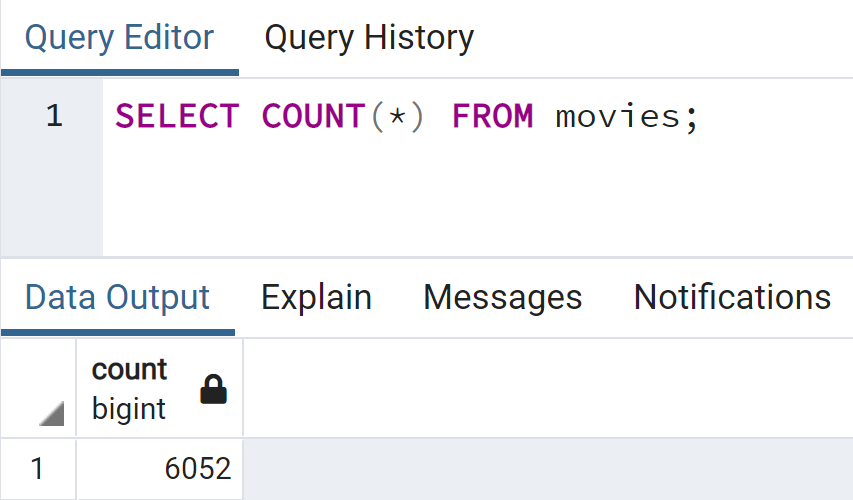 Query Editor Query History
1 SELECT COUNT(*) FROM movies;
Data Output Explain Messages Notifications
count
bigint
1 6052